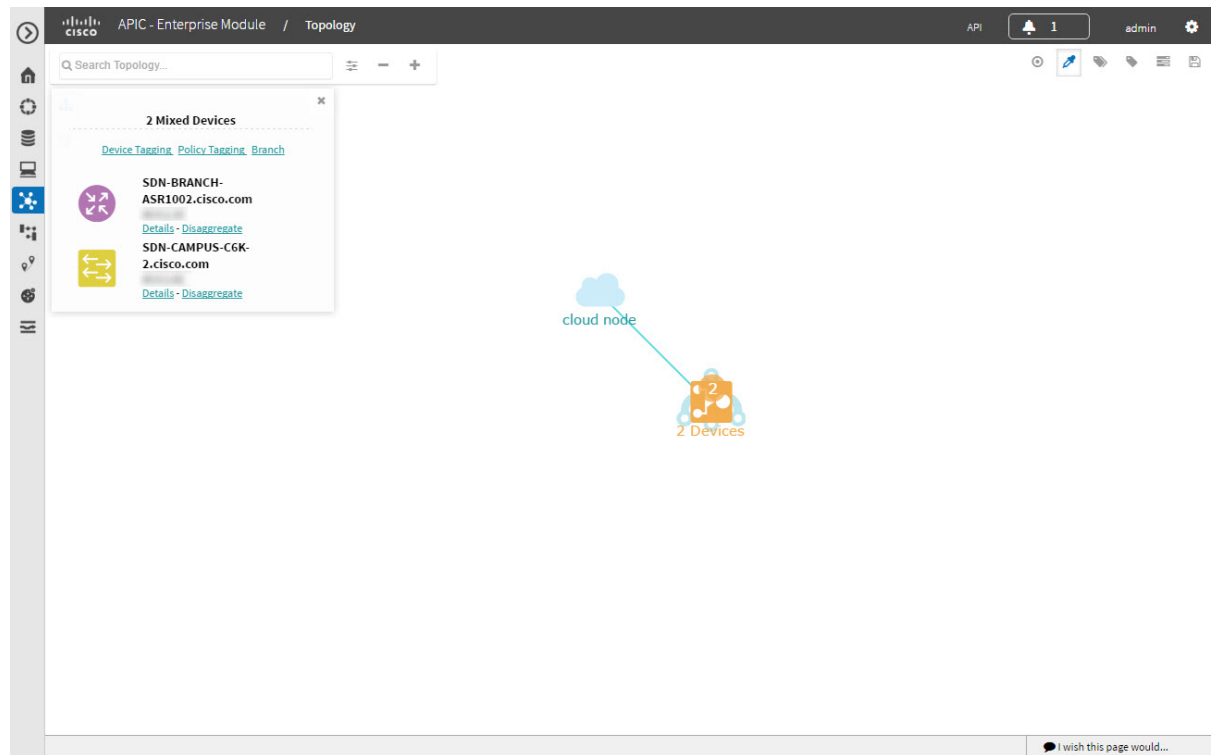 CISCO APIC - Enterprise Module / Topology API 1 admin
Search Topology...
2 Mixed Devices
Device Tagging Policy Tagging Branch
SDN-BRANCH-
ASR1002.cisco.com
Details - Disaggregate
SDN-CAMPUS-C6K-
2.cisco.com
Details - Disaggregate
cloud node
2
2 Devices
I wish this page would...